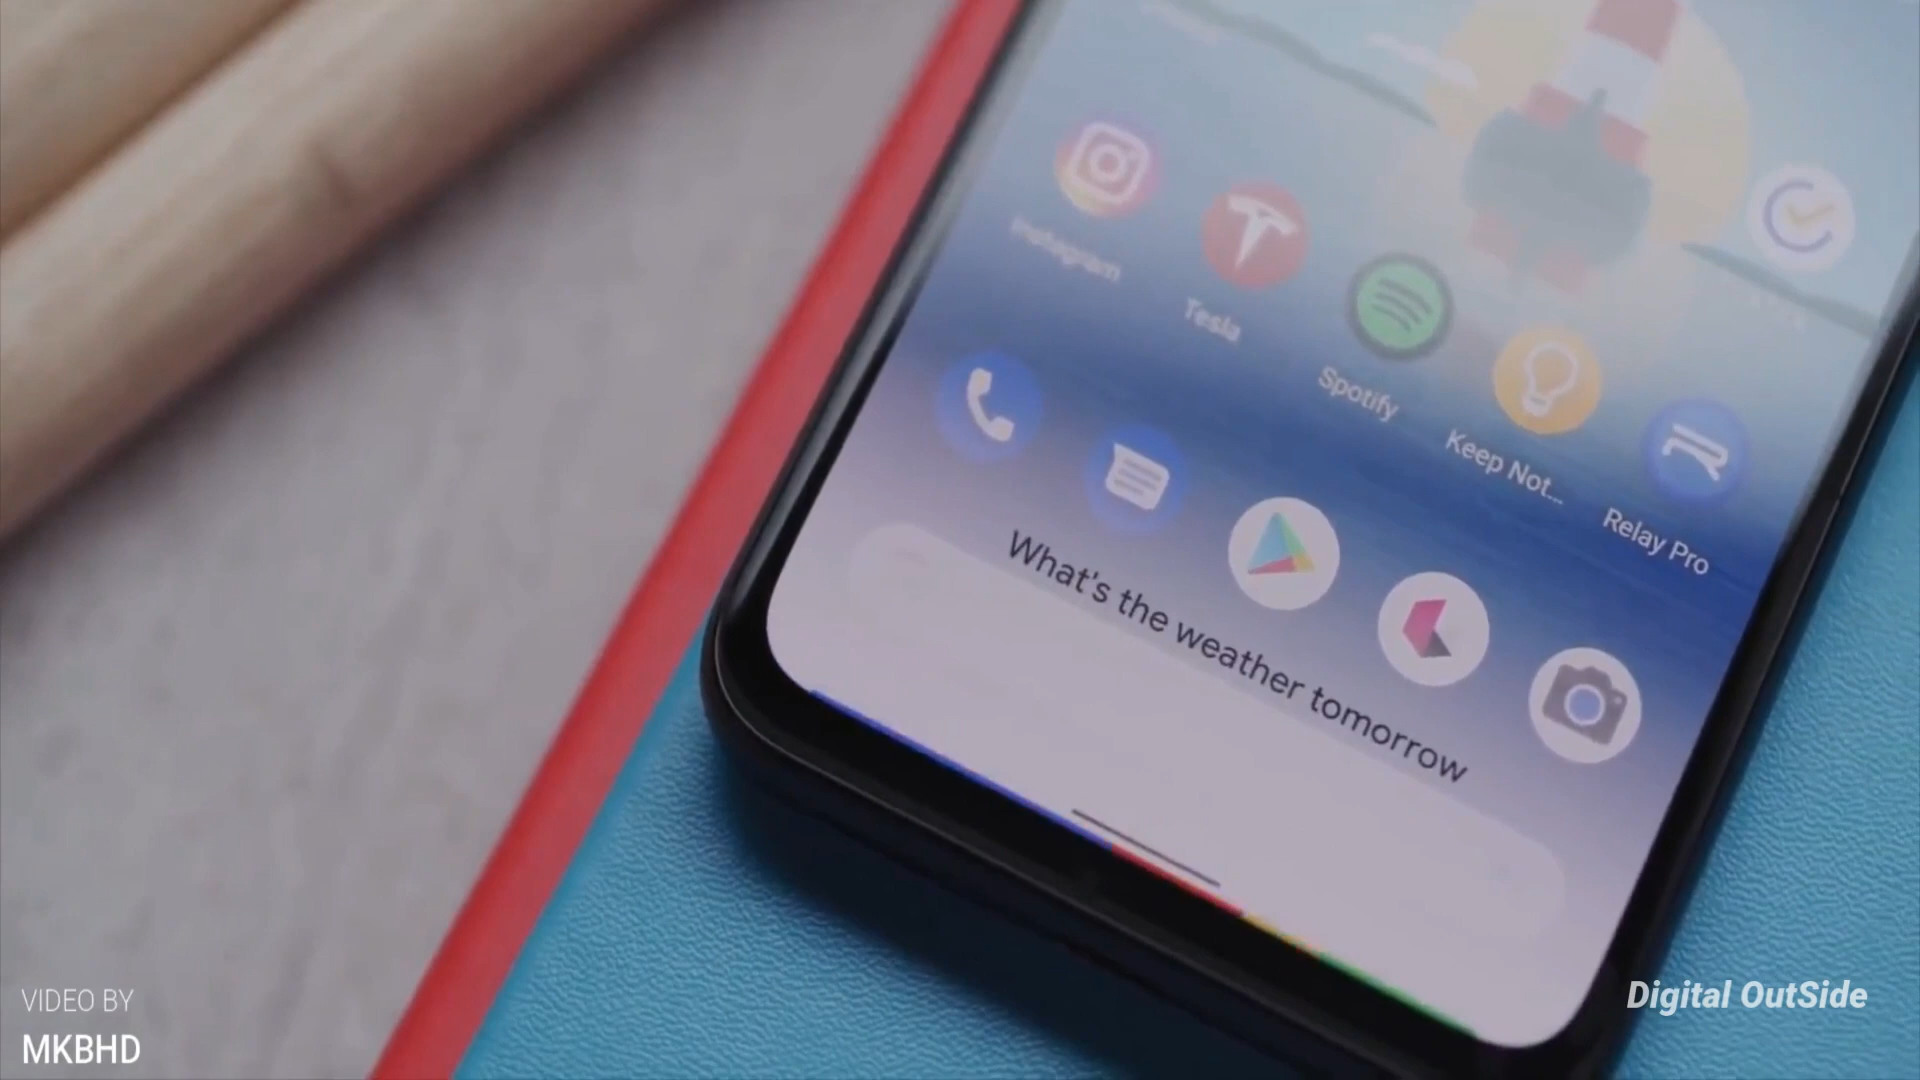 Instagram
Tesla
Spotify
Keep Not...
Relay Pro
What's the weather tomorrow
VIDEO BY
MKBHD
Digital OutSide